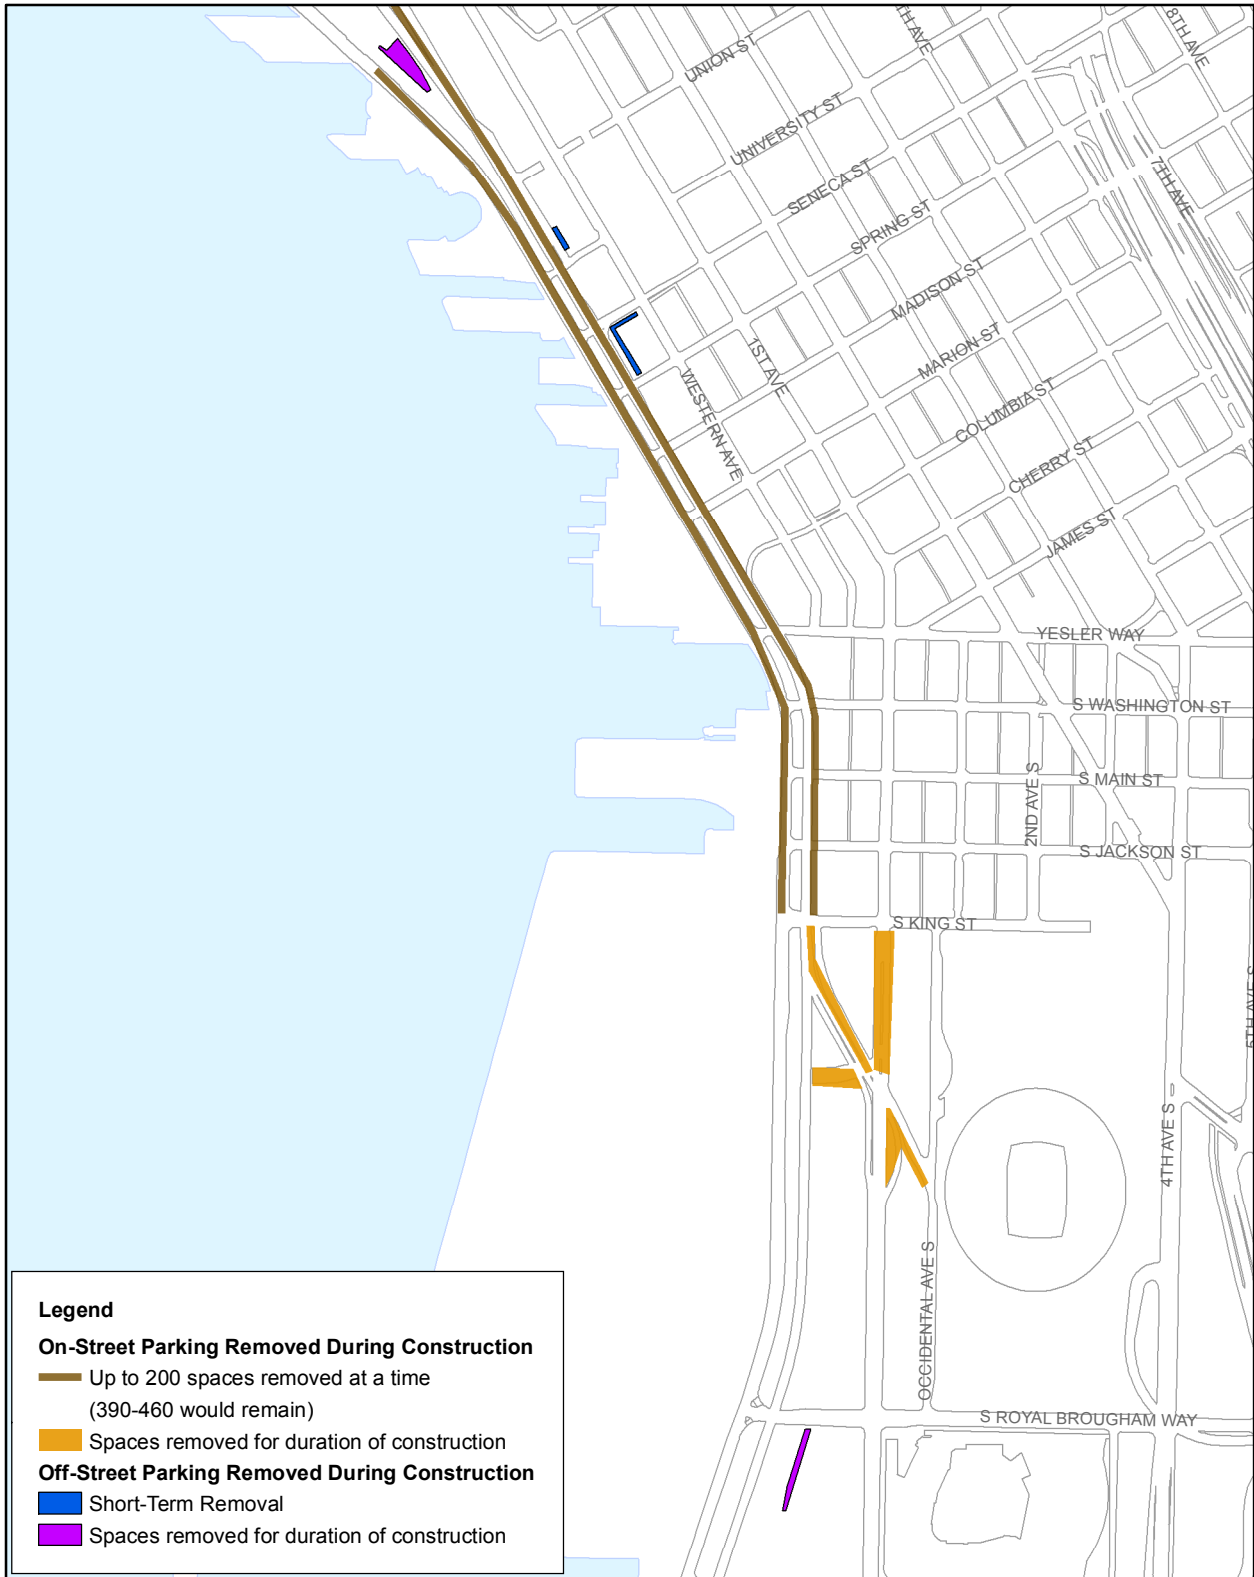 8TH AVE
TH AVE
UNION ST
UNIVERSITY ST
SENECA ST
7TH AVE
SPRING ST
MADISON ST
MARION ST
1ST AVE
WESTERN AVE
COLUMBIA ST
CHERRY ST
JAMES ST
YESLER WAY
S WASHINGTON ST
S MAIN ST
2ND AVE S
S JACKSON ST
S KING ST
5TH AVE S
4TH AVE S
OCCIDENTAL AVE S
S ROYAL BROUGHAM WAY
Legend
On-Street Parking Removed During Construction
Up to 200 spaces removed at a time
(390-460 would remain)
Spaces removed for duration of construction
Off-Street Parking Removed During Construction
Short-Term Removal
Spaces removed for duration of construction